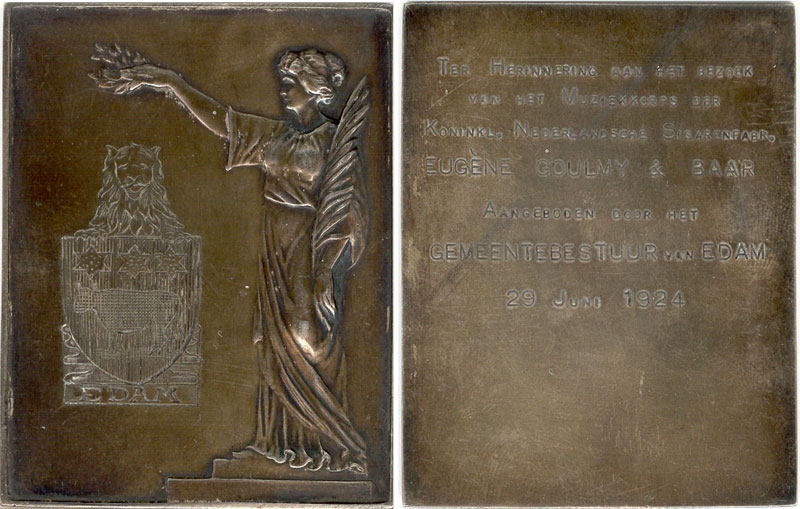 EDAM
TER HERINNERING AAN HET BEZOEK
VAN HET MUZIEKKORPS DER
KONINKL, NEDERLANDSCHE SIGARENFABR,
EUGÈNE GOULMY & BAAR
AANGEBODEN DOOR HET
GEMEENTEBESTUUR VAN EDAM
29 JUNI 1924